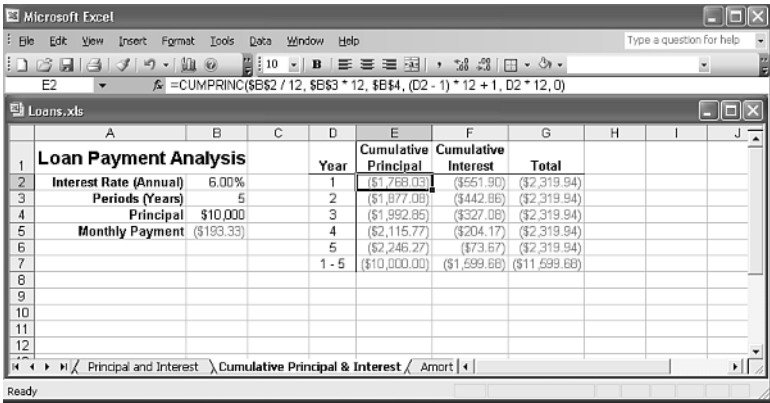 Microsoft Excel
File Edit View Insert Format Tools Data Window Help Type a question for help
10 B
E2 fx =CUMPRINC($B$2 / 12, $B$3 * 12, $B$4, (D2 - 1) * 12 + 1, D2 * 12, 0)
Loans.xls
A B C D E F G H I J
1 Loan Payment Analysis Year Cumulative Principal Cumulative Interest Total
2 Interest Rate (Annual) 6.00% 1 ($1,768.03) ($551.90) ($2,319.94)
3 Periods (Years) 5 2 ($1,877.08) ($442.86) ($2,319.94)
4 Principal $10,000 3 ($1,992.85) ($327.08) ($2,319.94)
5 Monthly Payment ($193.33) 4 ($2,115.77) ($204.17) ($2,319.94)
6 5 ($2,246.27) ($73.67) ($2,319.94)
7 1 - 5 ($10,000.00) ($1,599.68) ($11,599.68)
8
9
10
11
12
Principal and Interest Cumulative Principal & Interest Amort
Ready